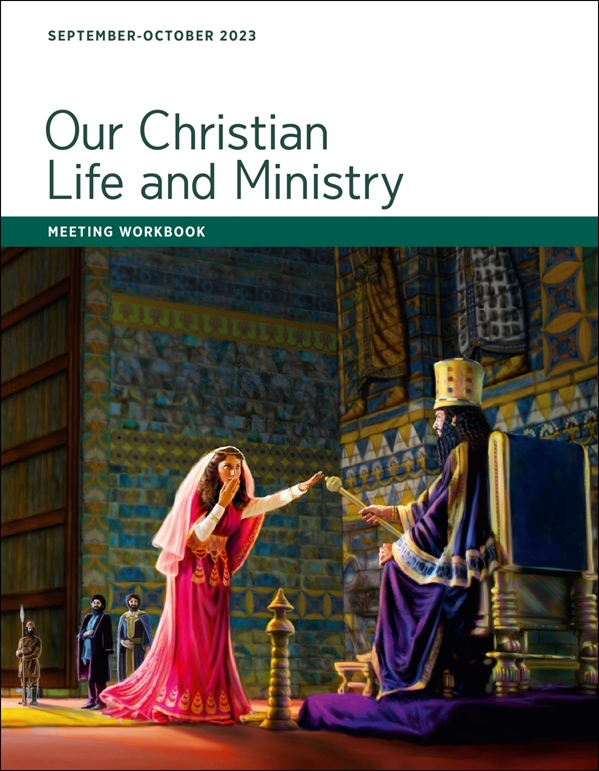 SEPTEMBER-OCTOBER 2023
Our Christian
Life and Ministry
MEETING WORKBOOK